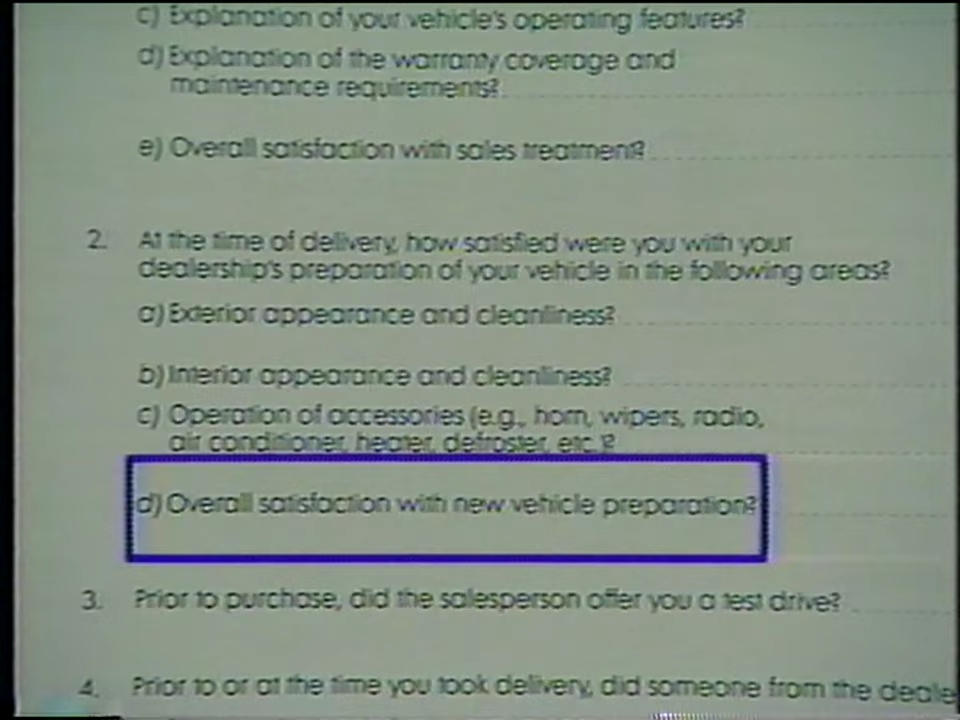 c) Explanation of your vehicle's operating features?
d) Explanation of the warranty coverage and
maintenance requirements?
e) Overall satisfaction with sales treatment?
2. At the time of delivery, how satisfied were you with your
dealership's preparation of your vehicle in the following areas?
a) Exterior appearance and cleanliness?
b) Interior appearance and cleanliness?
c) Operation of accessories (e.g., horn, wipers, radio,
air conditioner, heater, defroster, etc.)?
d) Overall satisfaction with new vehicle preparation?
3. Prior to purchase, did the salesperson offer you a test drive?
4. Prior to or at the time you took delivery, did someone from the deale